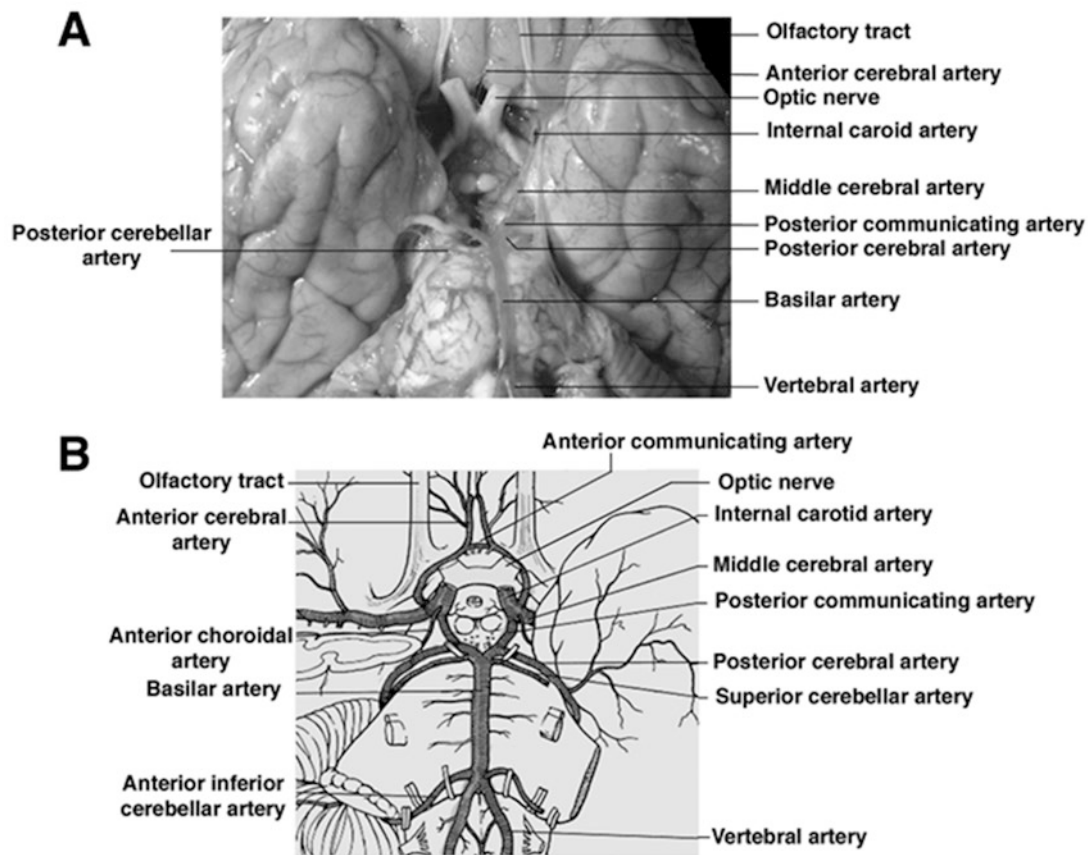 A
Olfactory tract
Anterior cerebral artery
Optic nerve
Internal caroid artery
Middle cerebral artery
Posterior cerebellar
artery
Posterior communicating artery
Posterior cerebral artery
Basilar artery
Vertebral artery
B
Anterior communicating artery
Olfactory tract
Optic nerve
Anterior cerebral
artery
Internal carotid artery
Middle cerebral artery
Posterior communicating artery
Anterior choroidal
artery
Posterior cerebral artery
Basilar artery
Superior cerebellar artery
Anterior inferior
cerebellar artery
Vertebral artery